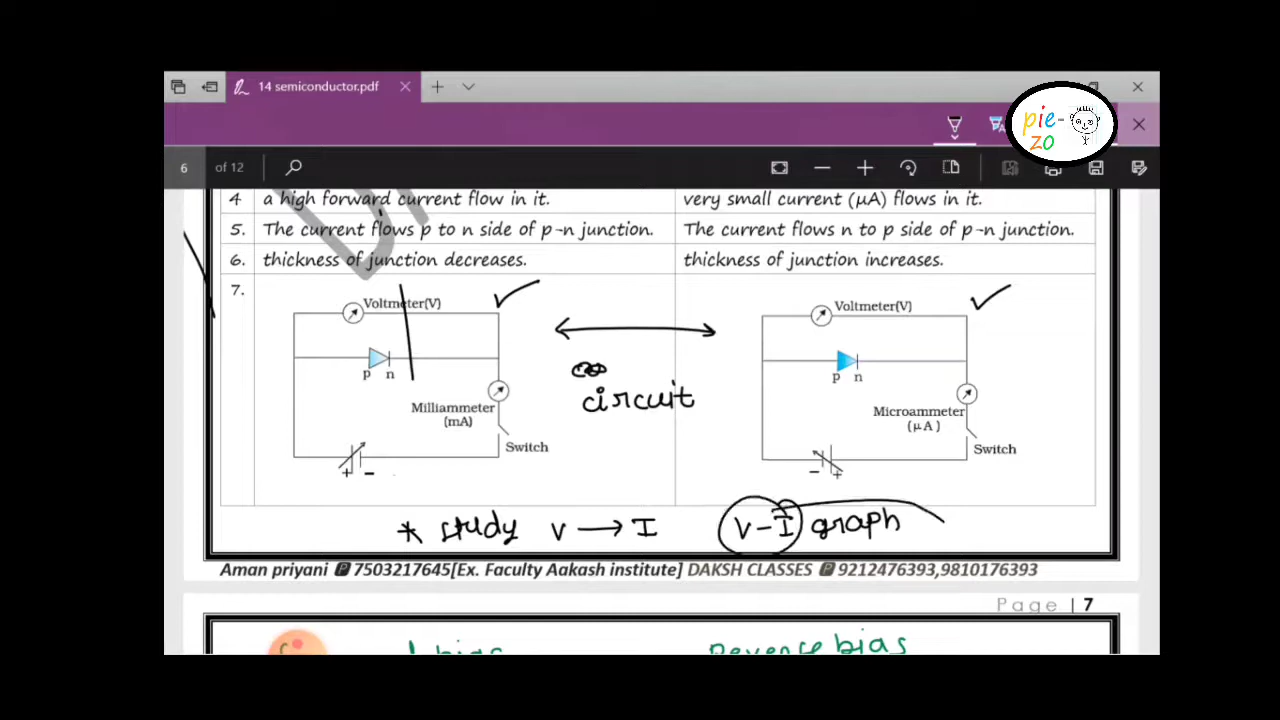 14 semiconductor.pdf
pie-
zo
6 of 12
4 a high forward current flow in it. very small current (μA) flows in it.
5. The current flows p to n side of p-n junction. The current flows n to p side of p-n junction.
6. thickness of junction decreases. thickness of junction increases.
7.
Voltmeter(V)
p n
Milliammeter
(mA)
Switch
+ -
circuit
Voltmeter(V)
p n
Microammeter
(μA)
Switch
- +
* study V → I V-I graph
Aman priyani 🅿 7503217645[Ex. Faculty Aakash institute] DAKSH CLASSES 🅿 9212476393,9810176393
Page | 7
bias Reverse bias